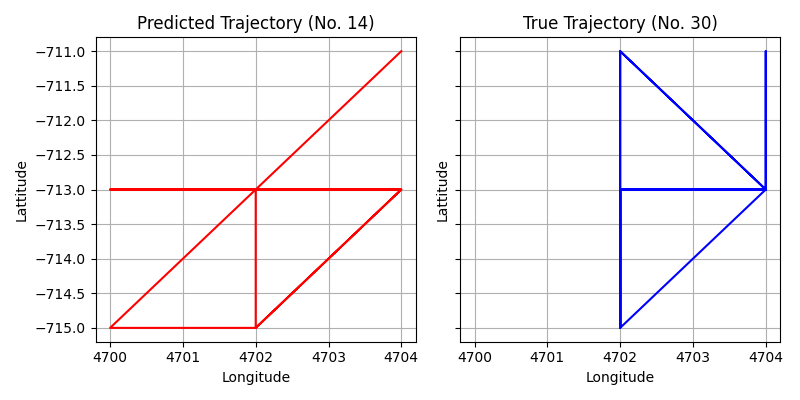 Predicted Trajectory (No. 14)
True Trajectory (No. 30)
−711.0
−711.5
−712.0
−712.5
−713.0
−713.5
−714.0
−714.5
−715.0
Lattitude
Lattitude
4700 4701 4702 4703 4704
4700 4701 4702 4703 4704
Longitude
Longitude